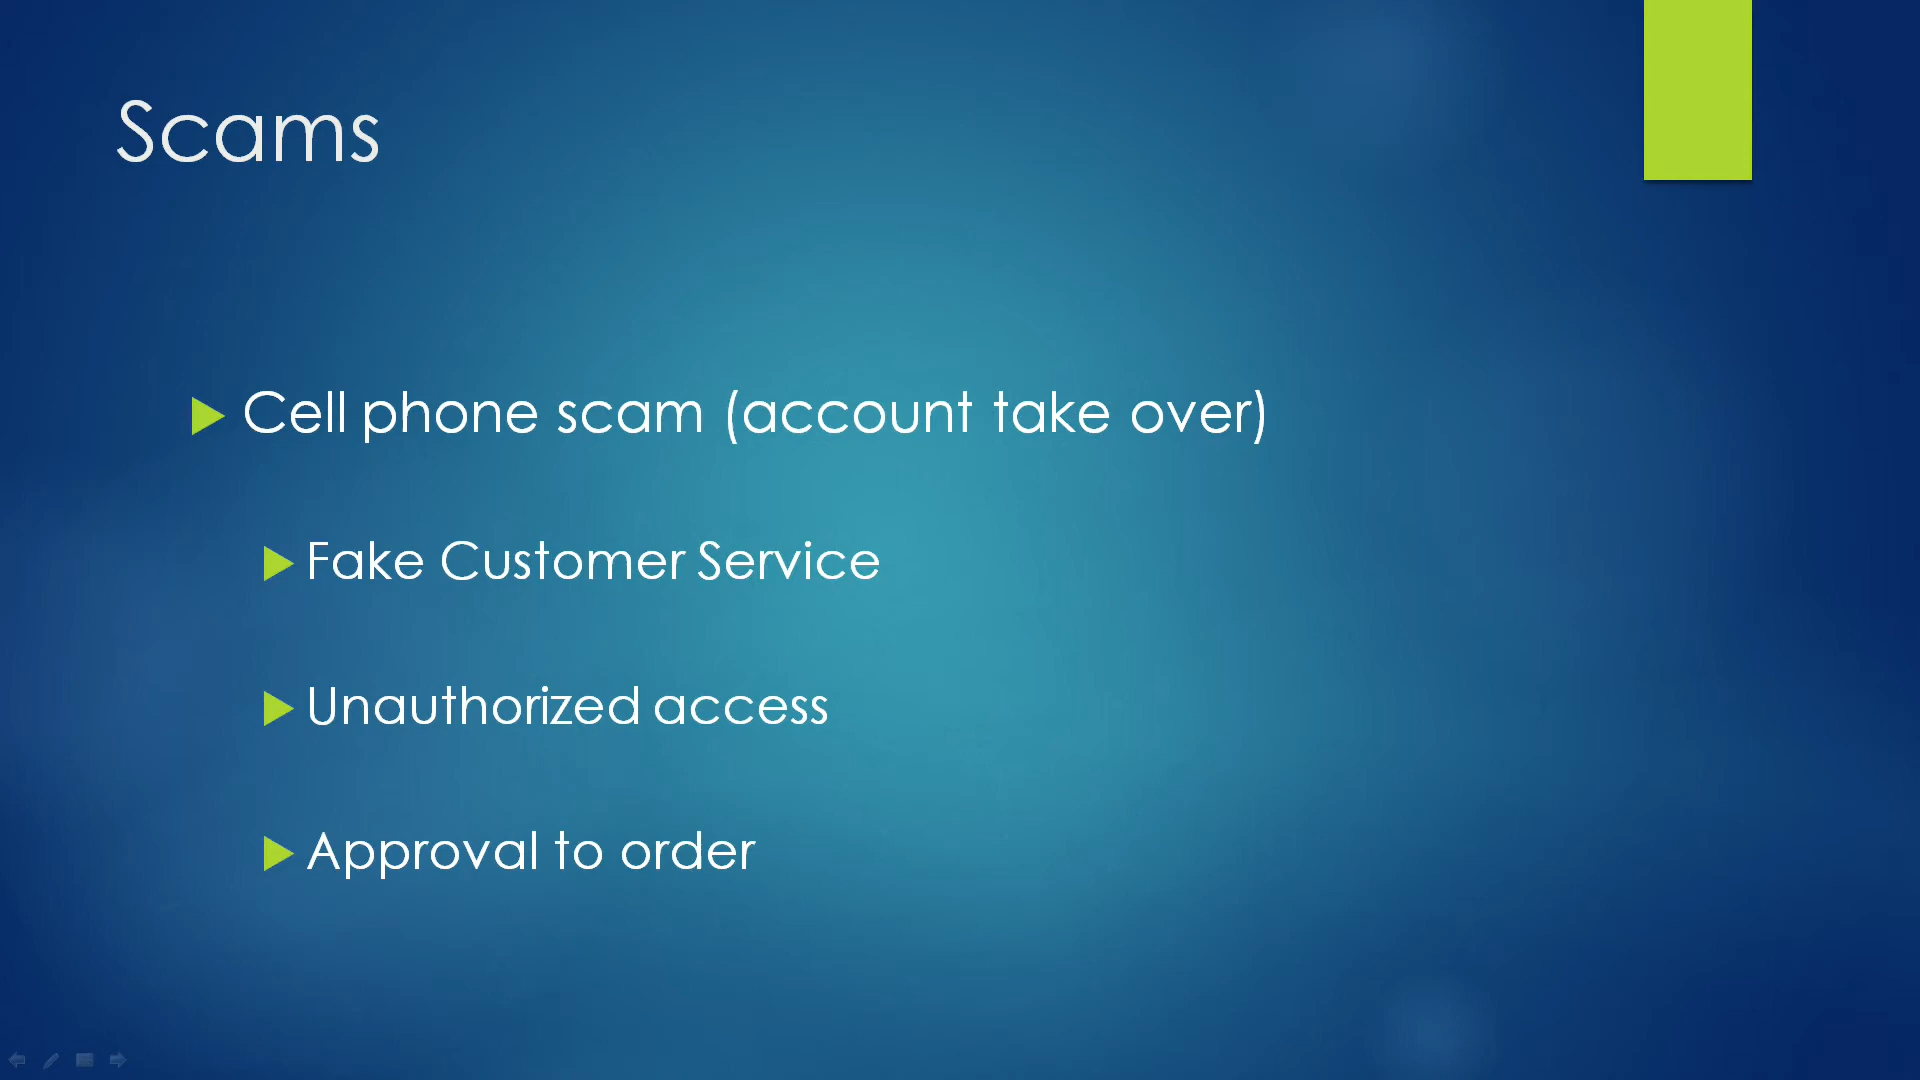 Scams
Cell phone scam (account take over)
Fake Customer Service
Unauthorized access
Approval to order